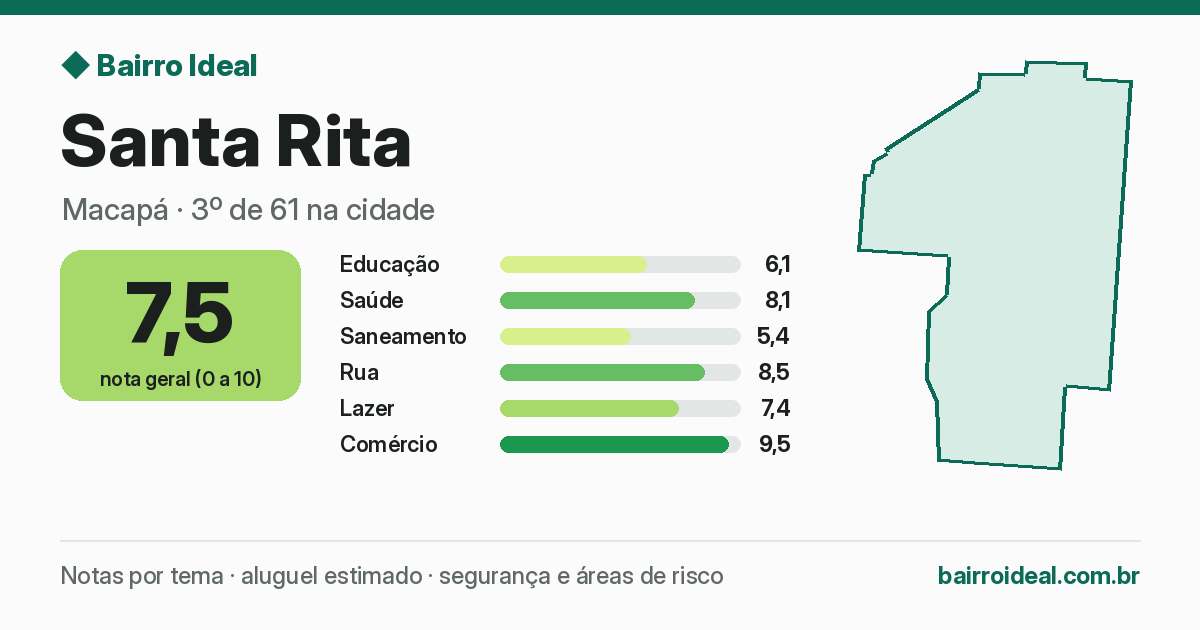 Bairro Ideal
Santa Rita
Macapá · 3º de 61 na cidade
7,5
nota geral (0 a 10)
Educação 6,1
Saúde 8,1
Saneamento 5,4
Rua 8,5
Lazer 7,4
Comércio 9,5
Notas por tema · aluguel estimado · segurança e áreas de risco
bairroideal.com.br